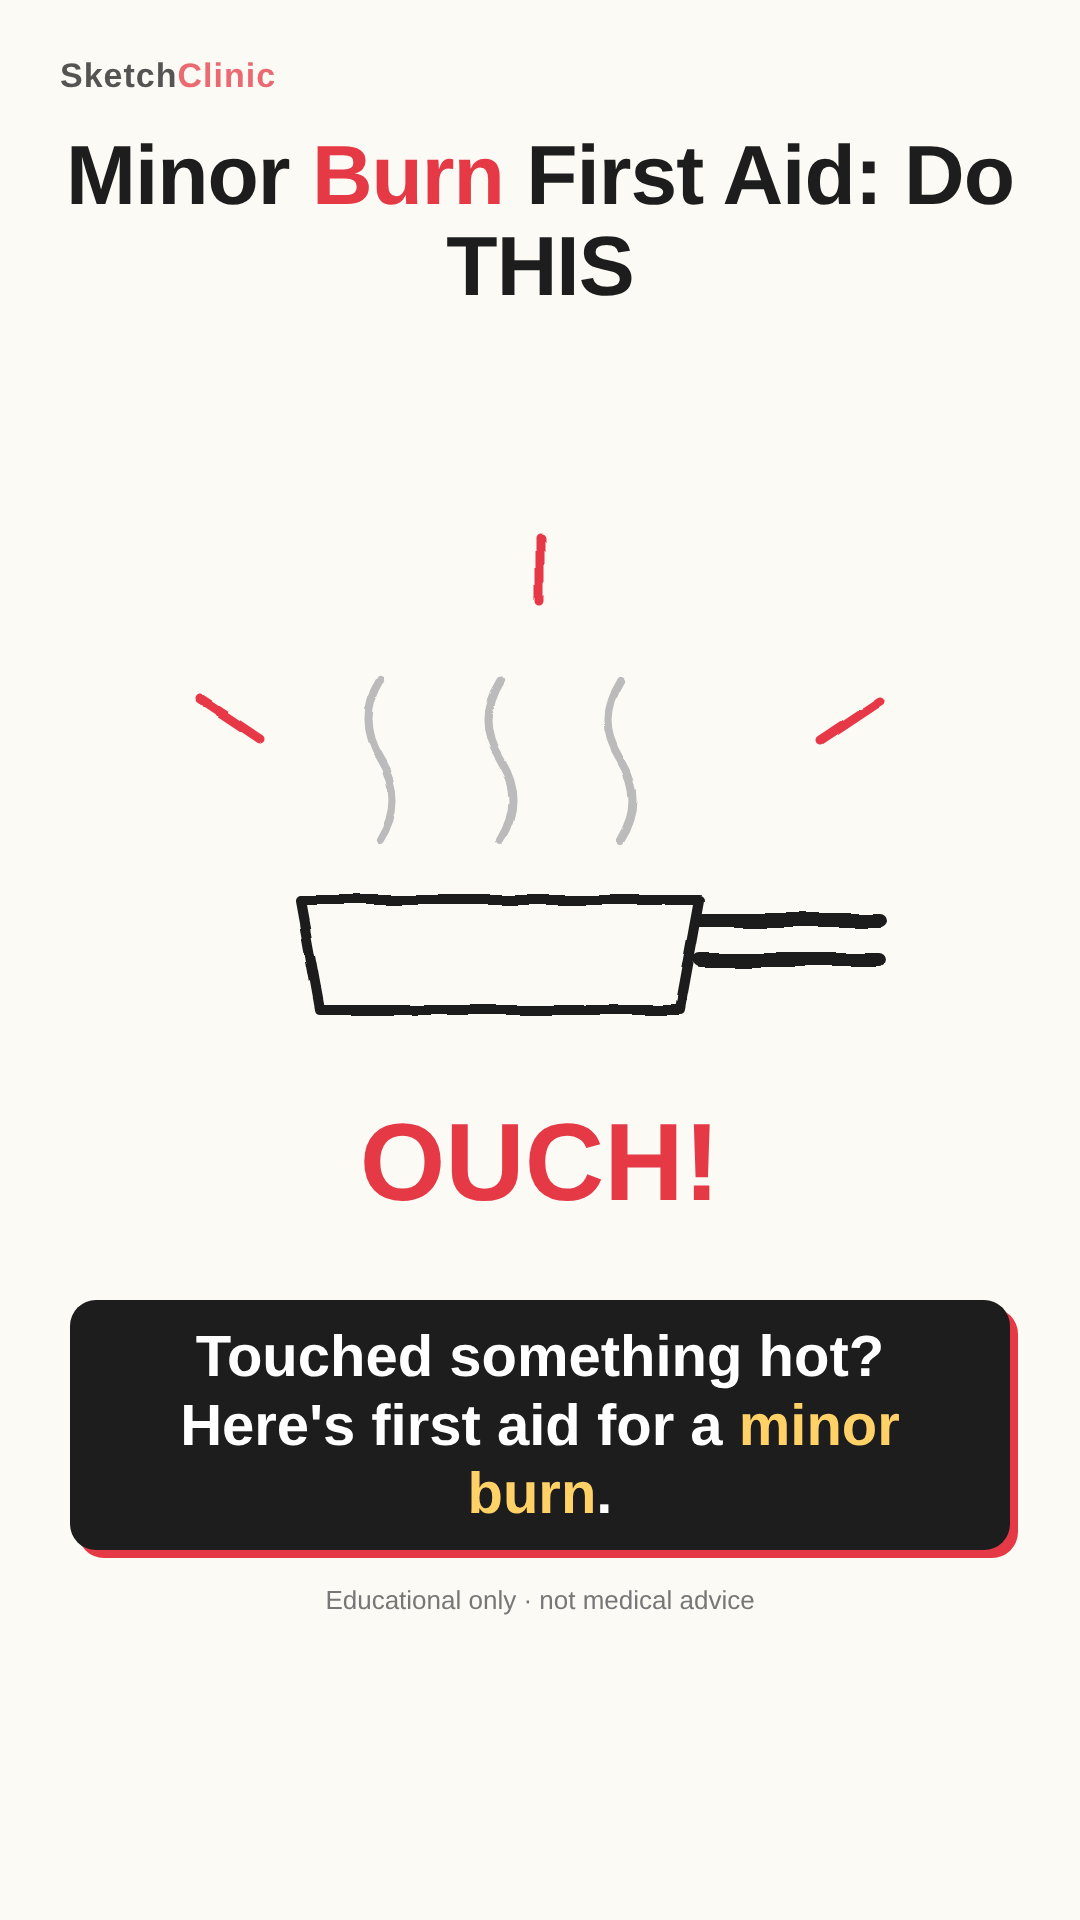 SketchClinic
Minor Burn First Aid: Do
THIS
OUCH!
Touched something hot?
Here's first aid for a minor
burn.
Educational only · not medical advice